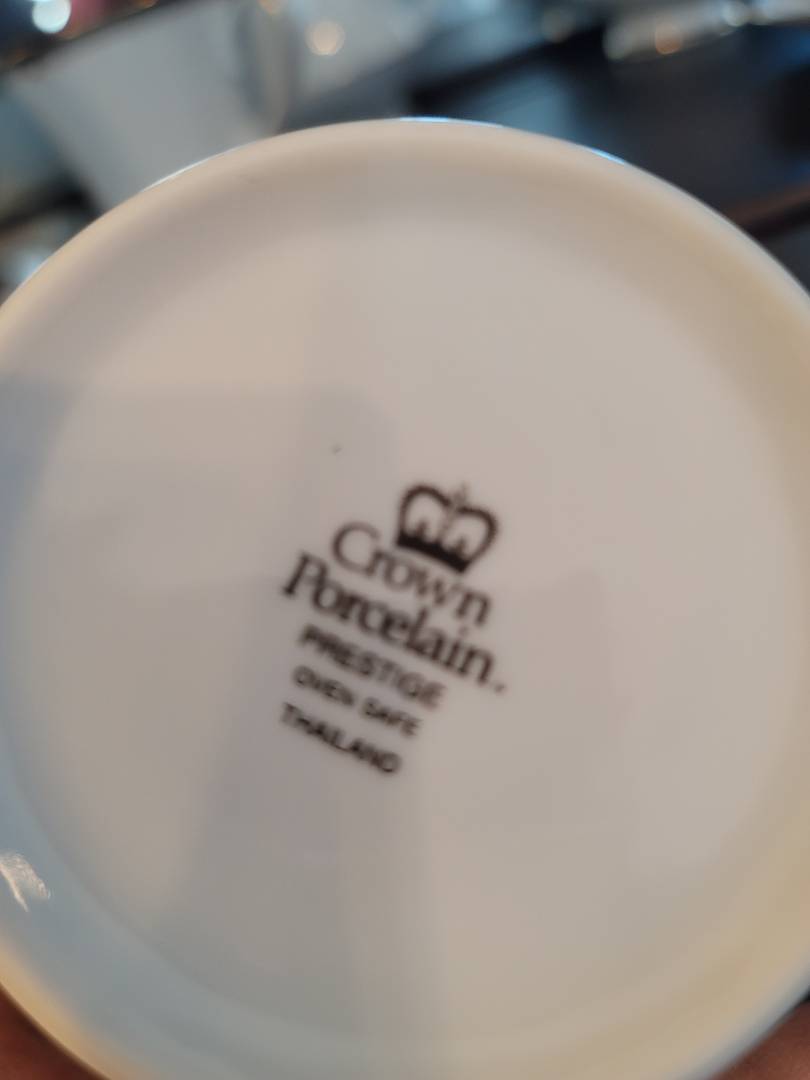 Crown
Porcelain.
PRESTIGE
OVEN SAFE
THAILAND